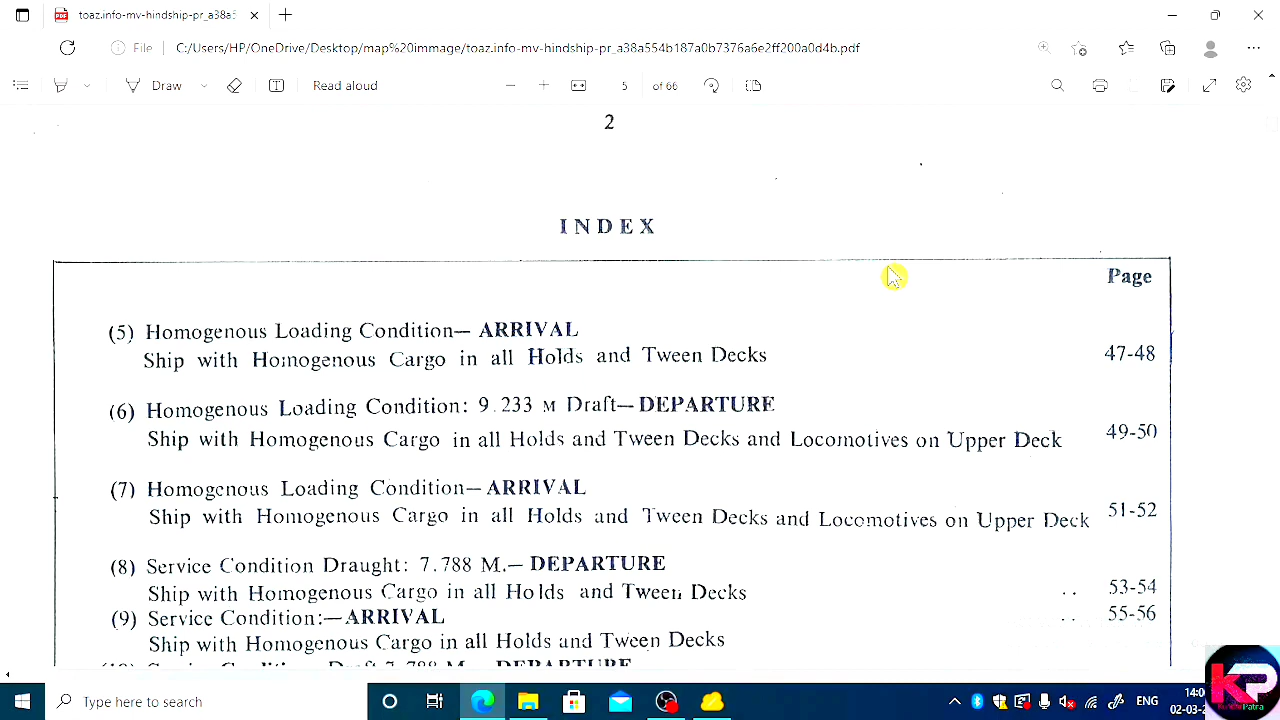 toaz.info-mv-hindship-pr_a38a5
File C:/Users/HP/OneDrive/Desktop/map%20immage/toaz.info-mv-hindship-pr_a38a554b187a0b7376a6e2ff200a0d4b.pdf
Draw Read aloud 5 of 66
2
INDEX
Page
(5) Homogenous Loading Condition— ARRIVAL
Ship with Homogenous Cargo in all Holds and Tween Decks 47-48
(6) Homogenous Loading Condition: 9.233 M Draft— DEPARTURE
Ship with Homogenous Cargo in all Holds and Tween Decks and Locomotives on Upper Deck 49-50
(7) Homogenous Loading Condition— ARRIVAL
Ship with Homogenous Cargo in all Holds and Tween Decks and Locomotives on Upper Deck 51-52
(8) Service Condition Draught: 7.788 M.— DEPARTURE
Ship with Homogenous Cargo in all Holds and Tween Decks .. 53-54
(9) Service Condition:— ARRIVAL .. 55-56
Ship with Homogenous Cargo in all Holds and Tween Decks
Type here to search
ENG
KP
Patra